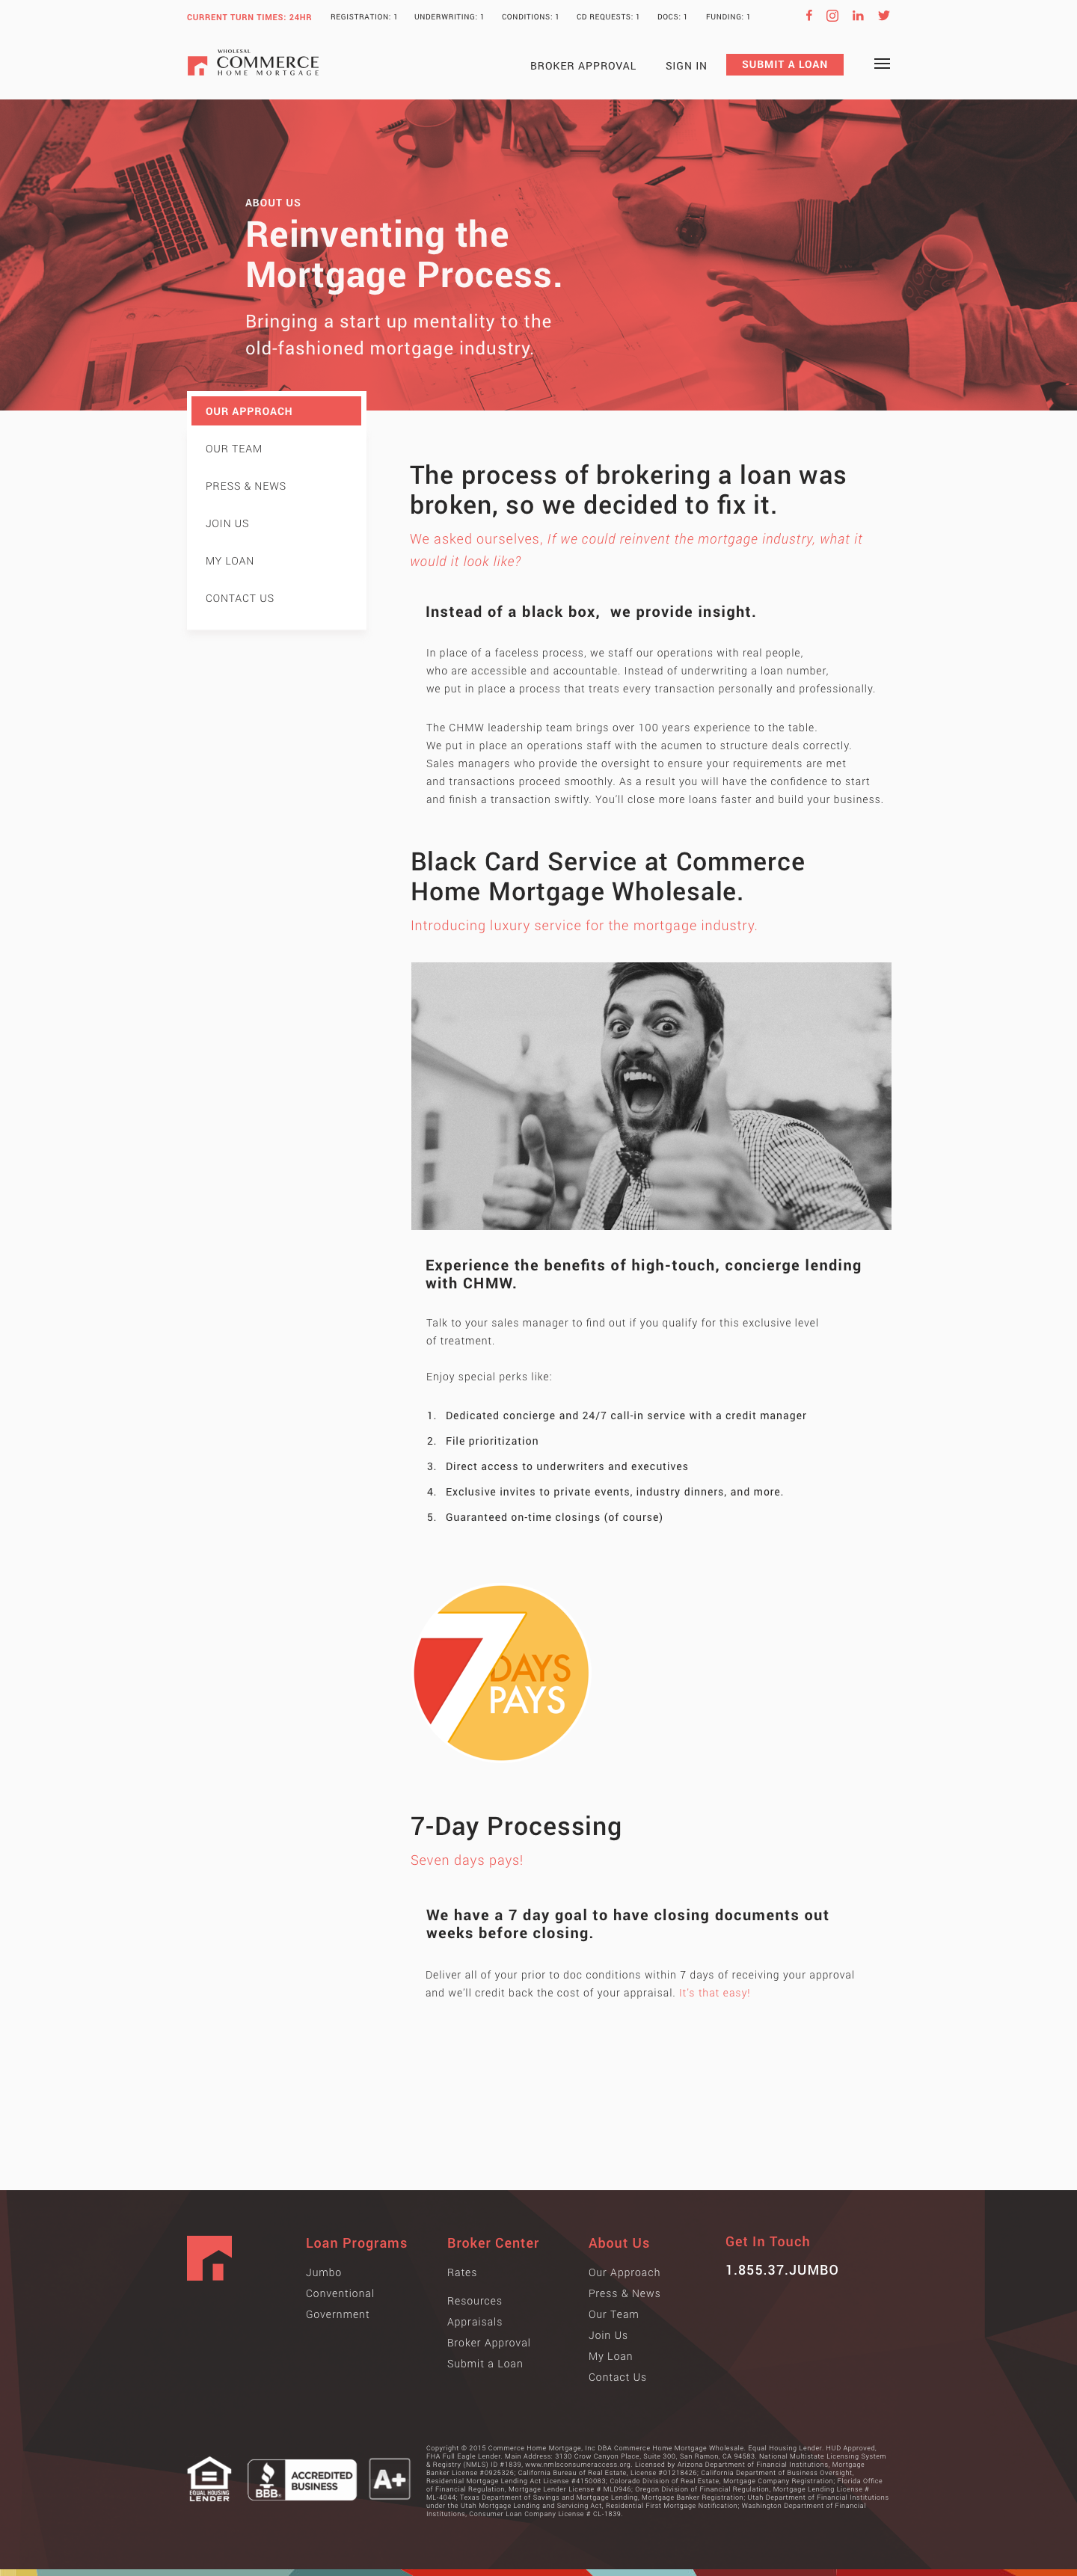 CURRENT TURN TIMES: 24HR REGISTRATION: 1 UNDERWRITING: 1 CONDITIONS: 1 CD REQUESTS: 1 DOCS: 1 FUNDING: 1
WHOLESAL
COMMERCE
HOME MORTGAGE
BROKER APPROVAL SIGN IN SUBMIT A LOAN
ABOUT US
Reinventing the
Mortgage Process.
Bringing a start up mentality to the
old-fashioned mortgage industry.
OUR APPROACH
OUR TEAM
PRESS & NEWS
JOIN US
MY LOAN
CONTACT US
The process of brokering a loan was
broken, so we decided to fix it.
We asked ourselves, If we could reinvent the mortgage industry, what it
would it look like?
Instead of a black box, we provide insight.
In place of a faceless process, we staff our operations with real people,
who are accessible and accountable. Instead of underwriting a loan number,
we put in place a process that treats every transaction personally and professionally.
The CHMW leadership team brings over 100 years experience to the table.
We put in place an operations staff with the acumen to structure deals correctly.
Sales managers who provide the oversight to ensure your requirements are met
and transactions proceed smoothly. As a result you will have the confidence to start
and finish a transaction swiftly. You'll close more loans faster and build your business.
Black Card Service at Commerce
Home Mortgage Wholesale.
Introducing luxury service for the mortgage industry.
Experience the benefits of high-touch, concierge lending
with CHMW.
Talk to your sales manager to find out if you qualify for this exclusive level
of treatment.
Enjoy special perks like:
1. Dedicated concierge and 24/7 call-in service with a credit manager
2. File prioritization
3. Direct access to underwriters and executives
4. Exclusive invites to private events, industry dinners, and more.
5. Guaranteed on-time closings (of course)
7 DAYS
PAYS
7-Day Processing
Seven days pays!
We have a 7 day goal to have closing documents out
weeks before closing.
Deliver all of your prior to doc conditions within 7 days of receiving your approval
and we'll credit back the cost of your appraisal. It's that easy!
Loan Programs
Jumbo
Conventional
Government
Broker Center
Rates
Resources
Appraisals
Broker Approval
Submit a Loan
About Us
Our Approach
Press & News
Our Team
Join Us
My Loan
Contact Us
Get In Touch
1.855.37.JUMBO
EQUAL HOUSING
LENDER
BBB.
ACCREDITED
BUSINESS
A+
Copyright © 2015 Commerce Home Mortgage, Inc DBA Commerce Home Mortgage Wholesale. Equal Housing Lender. HUD Approved,
FHA Full Eagle Lender. Main Address: 3130 Crow Canyon Place, Suite 300, San Ramon, CA 94583. National Multistate Licensing System
& Registry (NMLS) ID #1839, www.nmlsconsumeraccess.org. Licensed by Arizona Department of Financial Institutions, Mortgage
Banker License #0925326; California Bureau of Real Estate, License #01218426; California Department of Business Oversight,
Residential Mortgage Lending Act License #4150083; Colorado Division of Real Estate, Mortgage Company Registration; Florida Office
of Financial Regulation, Mortgage Lender License # MLD946; Oregon Division of Financial Regulation, Mortgage Lending License #
ML-4044; Texas Department of Savings and Mortgage Lending, Mortgage Banker Registration; Utah Department of Financial Institutions
under the Utah Mortgage Lending and Servicing Act, Residential First Mortgage Notification; Washington Department of Financial
Institutions, Consumer Loan Company License # CL-1839.